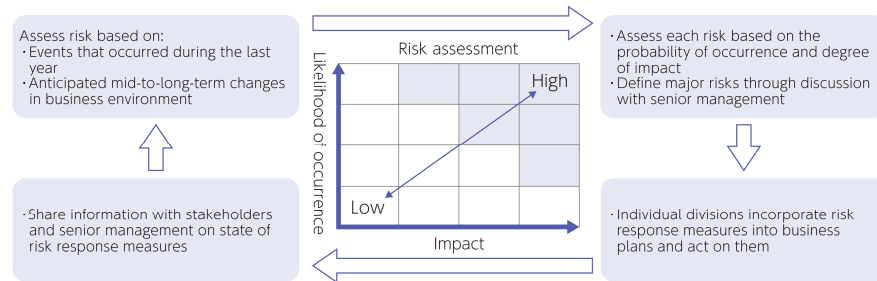 Assess risk based on:
・Events that occurred during the last
year
・Anticipated mid-to-long-term changes
in business environment
Risk assessment
Likelihood of occurrence
High
Low
Impact
・Assess each risk based on the
probability of occurrence and degree
of impact
・Define major risks through discussion
with senior management
・Share information with stakeholders
and senior management on state of
risk response measures
・Individual divisions incorporate risk
response measures into business
plans and act on them